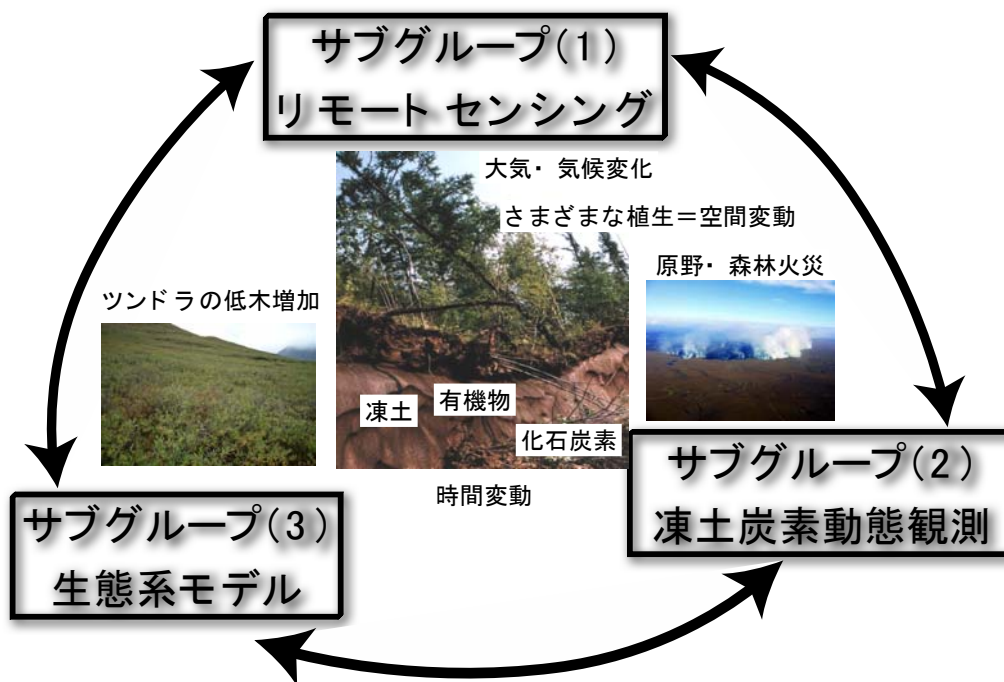 サブグループ(1)
リモートセンシング
大気・気候変化
さまざまな植生＝空間変動
原野・森林火災
ツンドラの低木増加
凍土
有機物
化石炭素
時間変動
サブグループ(2)
凍土炭素動態観測
サブグループ(3)
生態系モデル